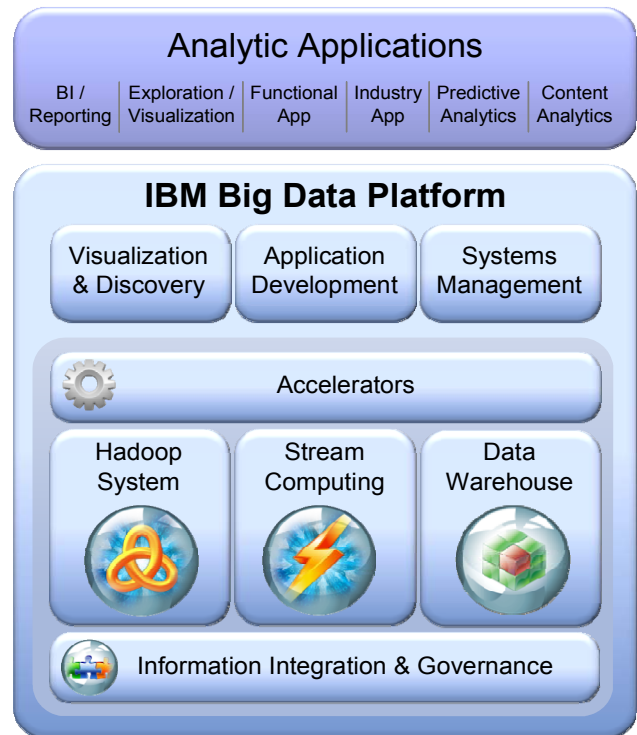 Analytic Applications
BI /
Reporting
Exploration /
Visualization
Functional
App
Industry
App
Predictive
Analytics
Content
Analytics
IBM Big Data Platform
Visualization
& Discovery
Application
Development
Systems
Management
Accelerators
Hadoop
System
Stream
Computing
Data
Warehouse
Information Integration & Governance